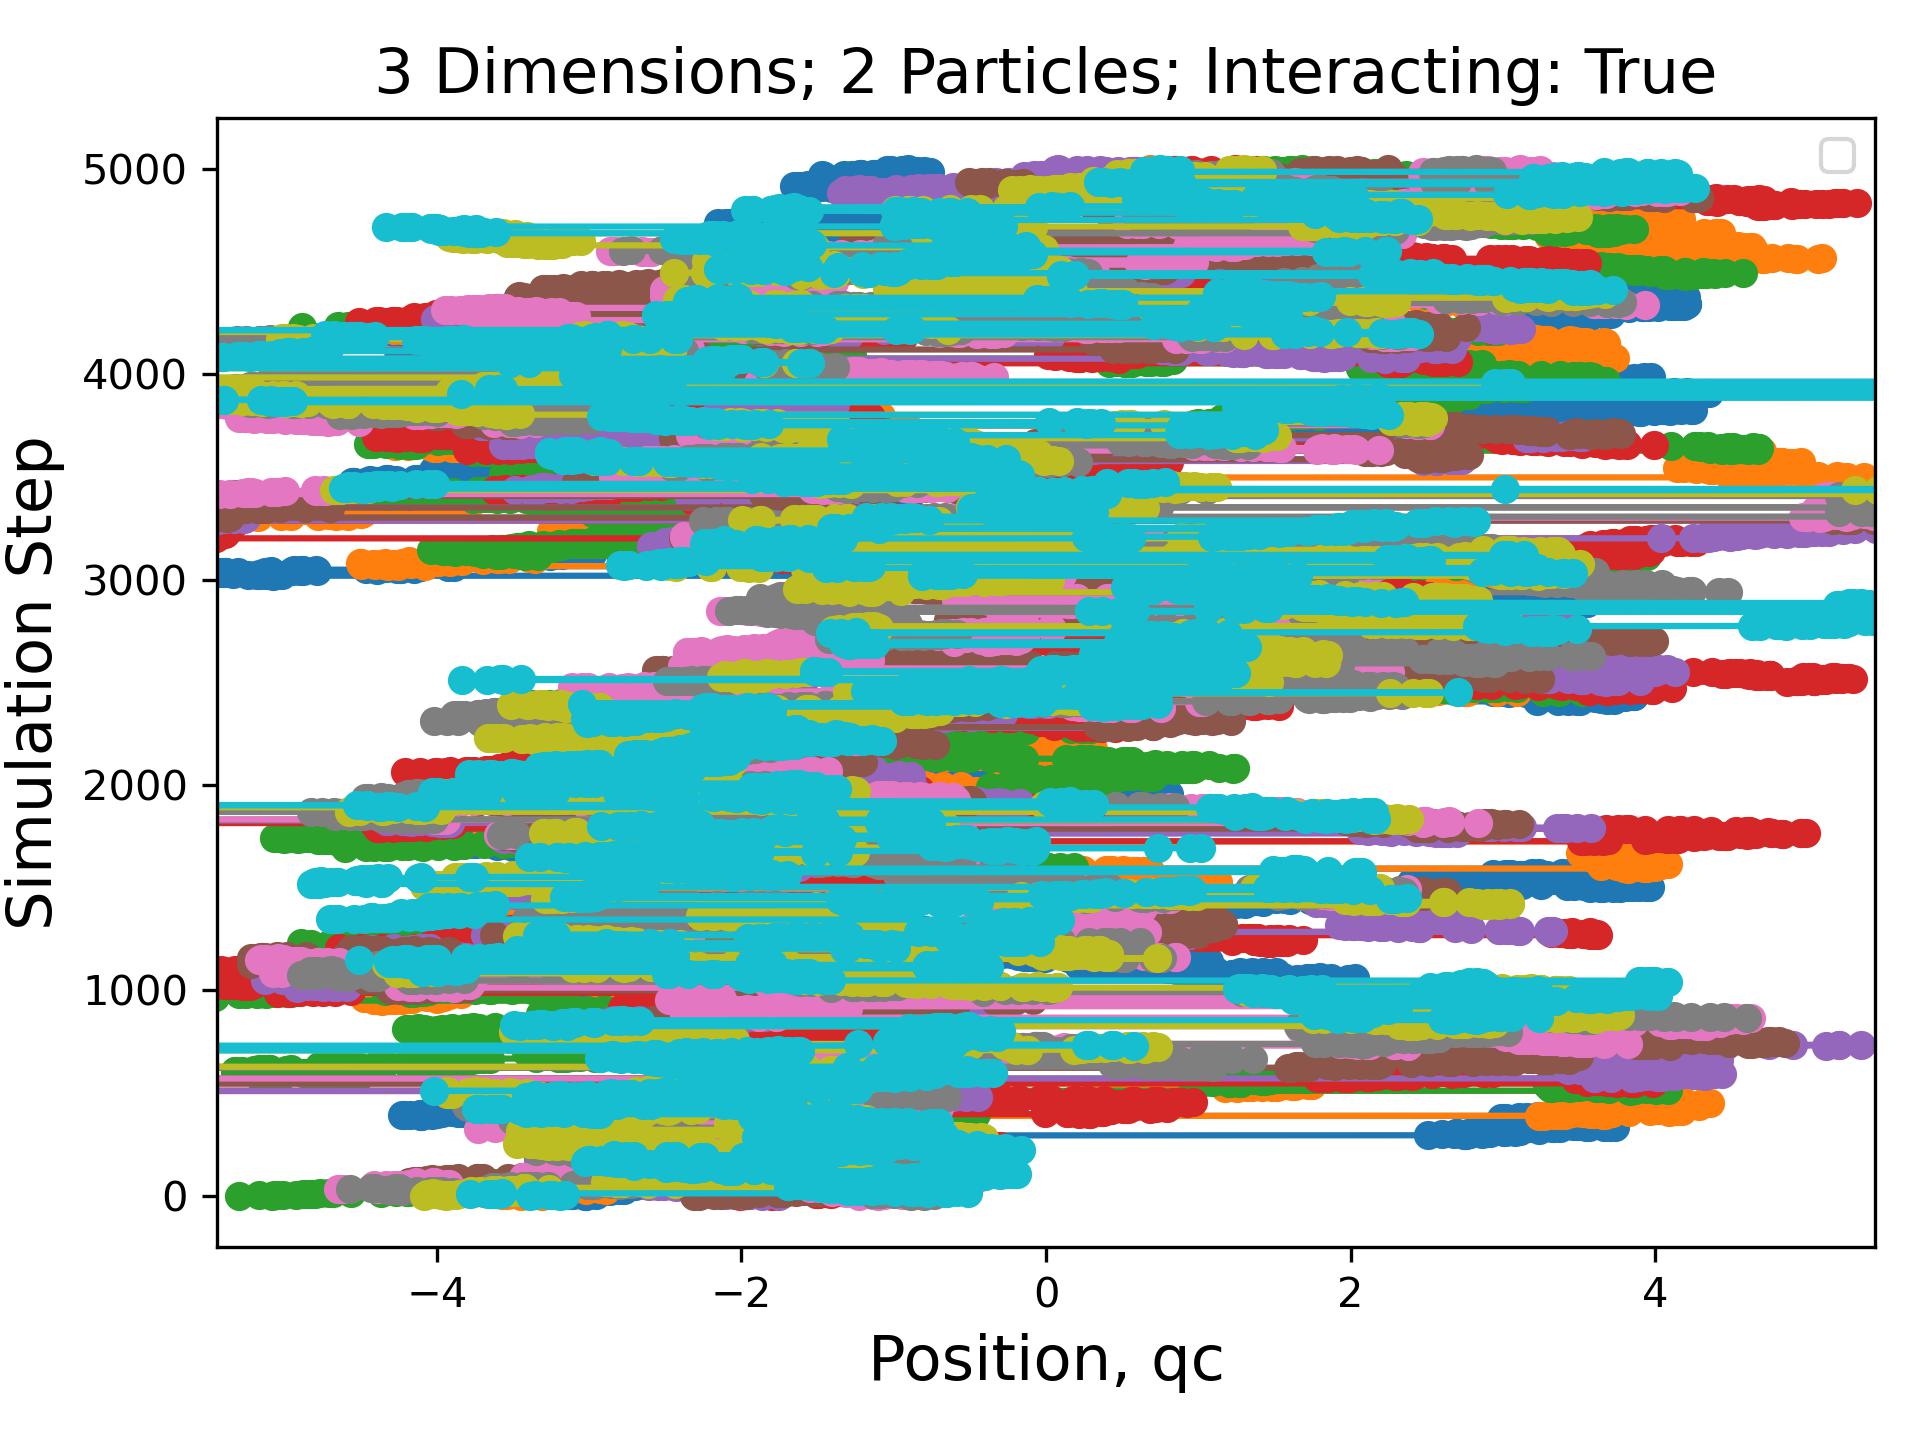 3 Dimensions; 2 Particles; Interacting: True
Simulation Step
5000
4000
3000
2000
1000
0
−4 −2 0 2 4
Position, qc